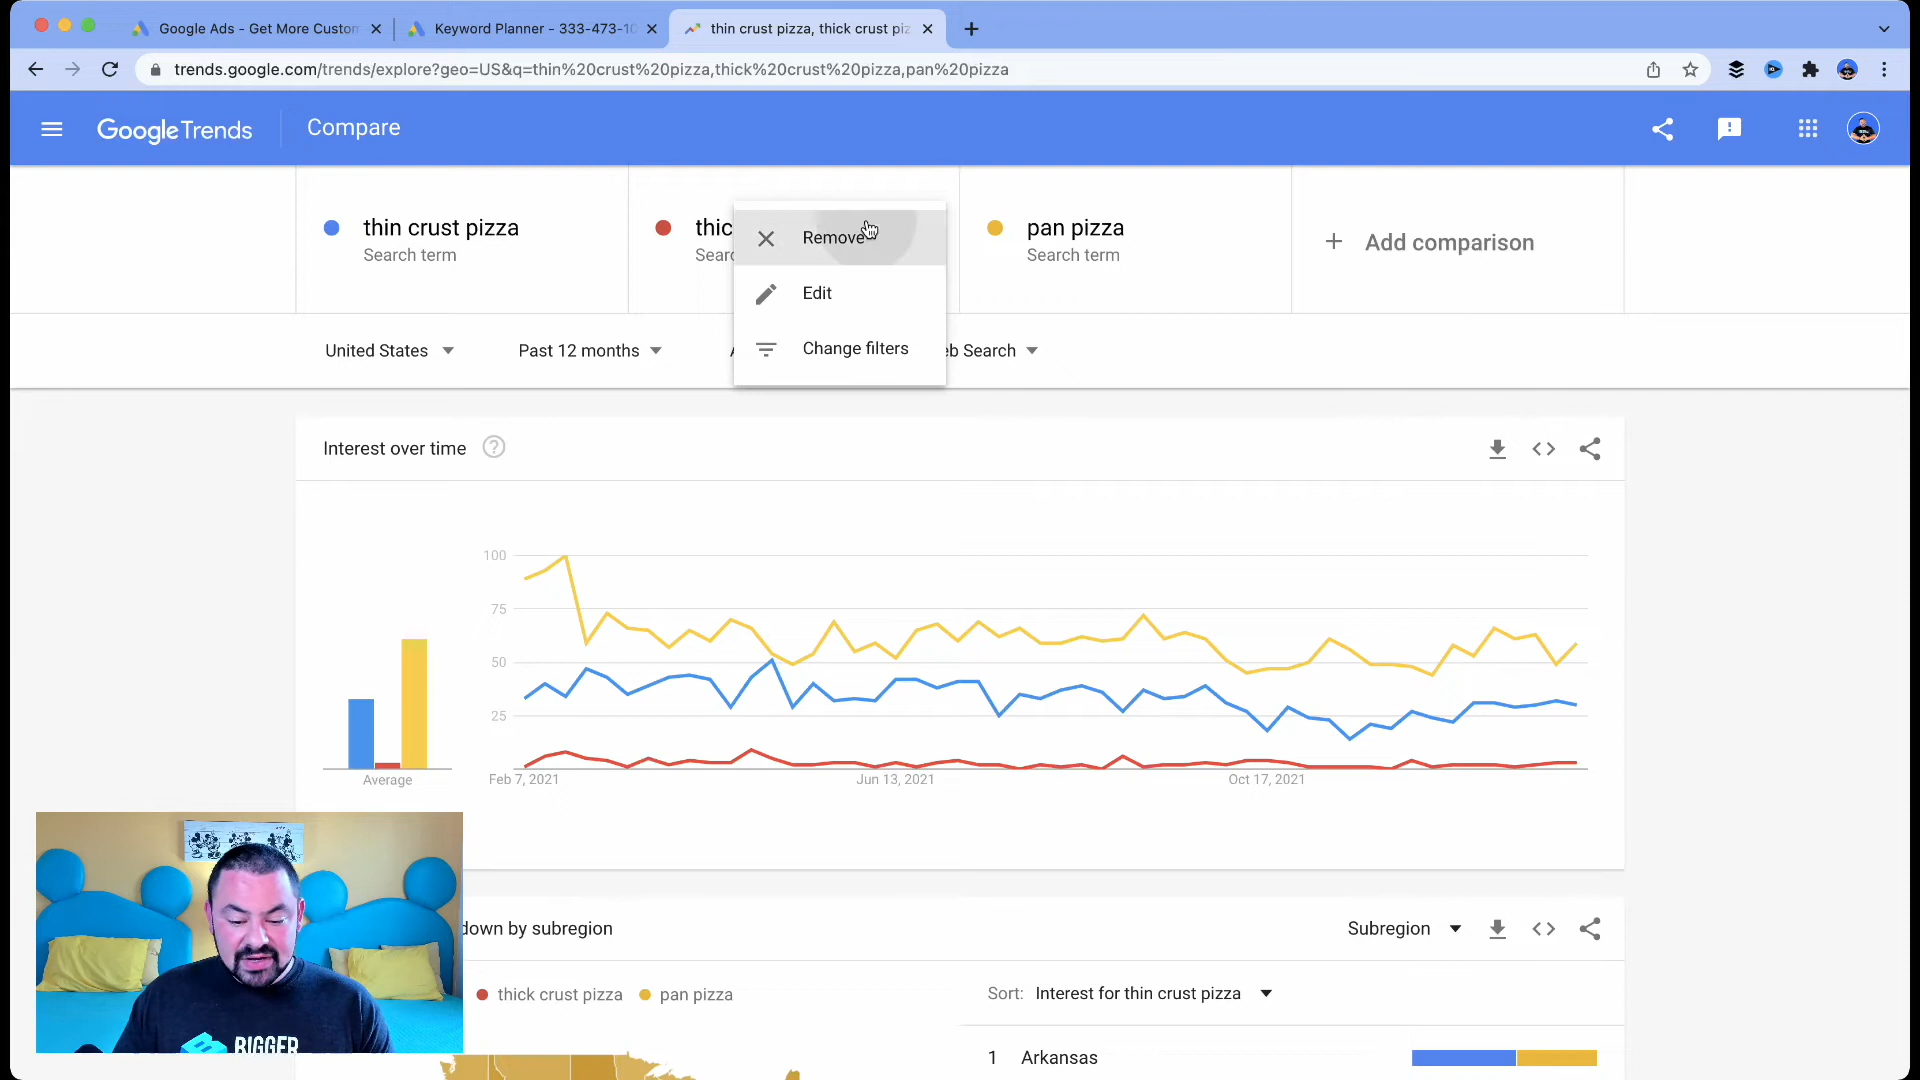 Google Ads - Get More Custom
Keyword Planner - 333-473-10
thin crust pizza, thick crust piz
trends.google.com/trends/explore?geo=US&q=thin%20crust%20pizza,thick%20crust%20pizza,pan%20pizza
Google Trends
Compare
thin crust pizza
Search term
thic
Sear
pan pizza
Search term
+ Add comparison
Remove
Edit
Change filters
United States
Past 12 months
eb Search
Interest over time
100
75
50
25
Average
Feb 7, 2021
Jun 13, 2021
Oct 17, 2021
down by subregion
Subregion
thick crust pizza
pan pizza
Sort: Interest for thin crust pizza
1 Arkansas
BIGGER